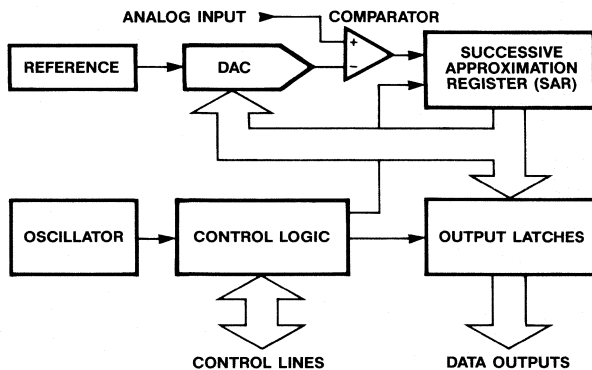 ANALOG INPUT
COMPARATOR
+
−
REFERENCE
DAC
SUCCESSIVE
APPROXIMATION
REGISTER (SAR)
OSCILLATOR
CONTROL LOGIC
OUTPUT LATCHES
CONTROL LINES
DATA OUTPUTS